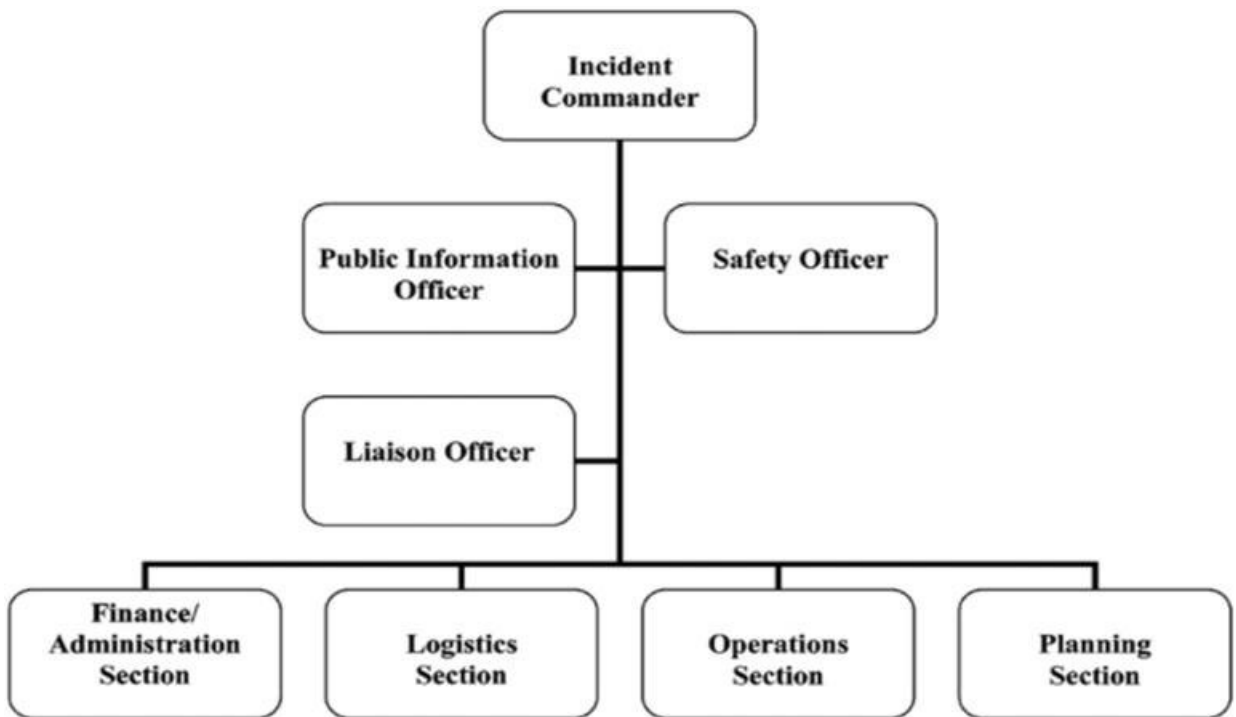 Incident
Commander
Public Information
Officer
Safety Officer
Liaison Officer
Finance/
Administration
Section
Logistics
Section
Operations
Section
Planning
Section